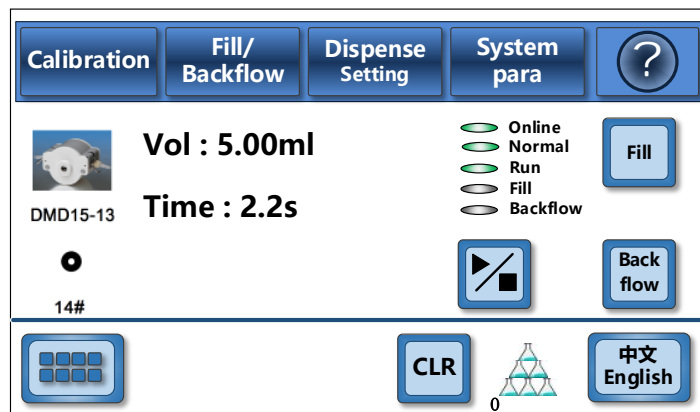 Calibration
Fill/
Backflow
Dispense
Setting
System
para
?
Vol : 5.00ml
Time : 2.2s
DMD15-13
14#
Online
Normal
Run
Fill
Backflow
Fill
Back
flow
CLR
0
中文
English